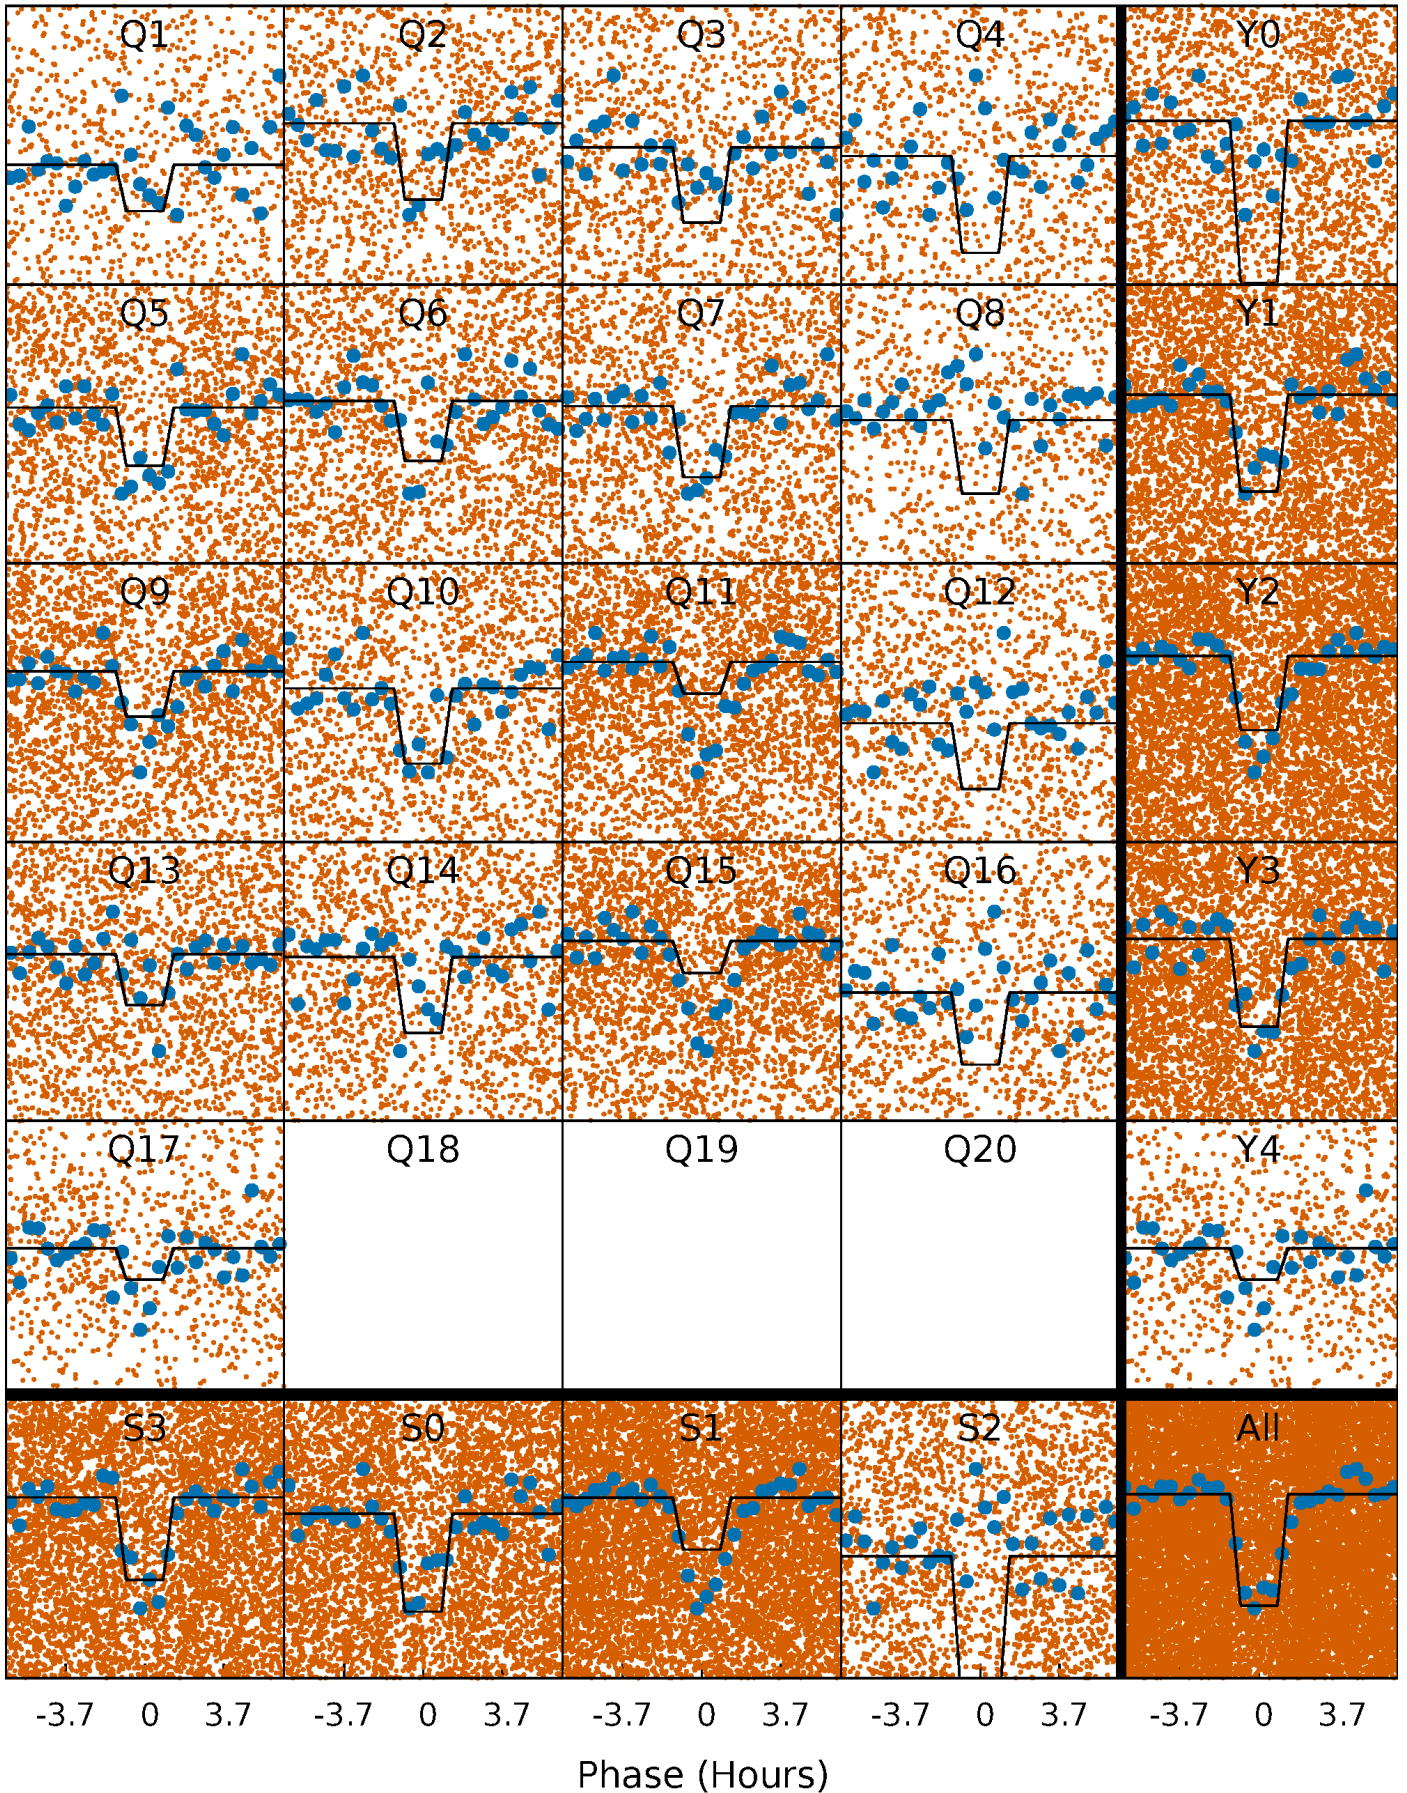 Q1 Q2 Q3 Q4 Y0
Q5 Q6 Q7 Q8 Y1
Q9 Q10 Q11 Q12 Y2
Q13 Q14 Q15 Q16 Y3
Q17 Q18 Q19 Q20 Y4
S3 S0 S1 S2 All
-3.7 0 3.7 -3.7 0 3.7 -3.7 0 3.7 -3.7 0 3.7 -3.7 0 3.7
Phase (Hours)